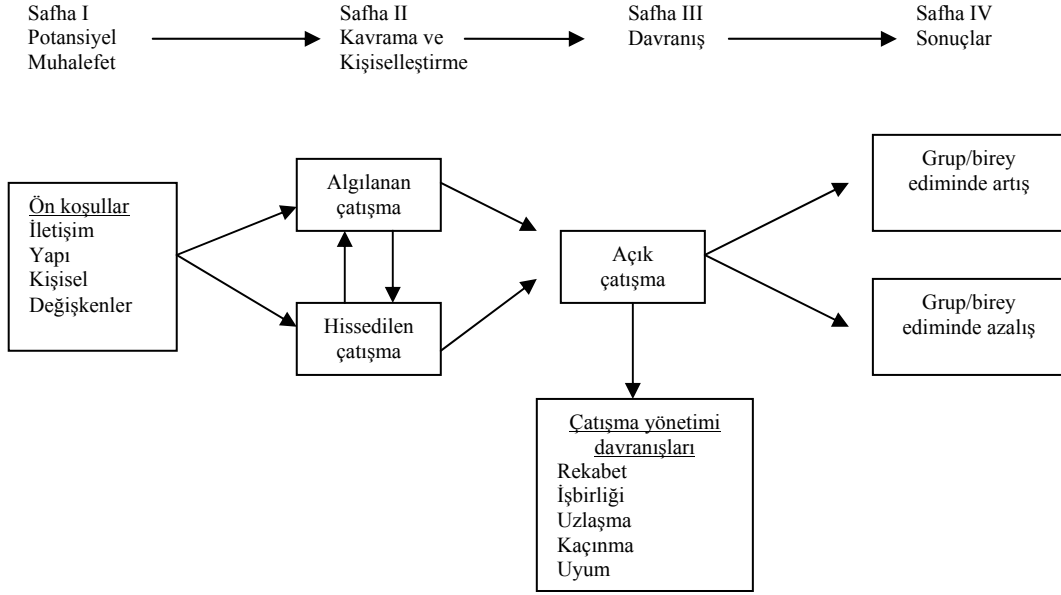 Safha I
Potansiyel
Muhalefet
Safha II
Kavrama ve
Kişiselleştirme
Safha III
Davranış
Safha IV
Sonuçlar
Ön koşullar
İletişim
Yapı
Kişisel
Değişkenler
Algılanan
çatışma
Hissedilen
çatışma
Açık
çatışma
Çatışma yönetimi
davranışları
Rekabet
İşbirliği
Uzlaşma
Kaçınma
Uyum
Grup/birey
ediminde artış
Grup/birey
ediminde azalış